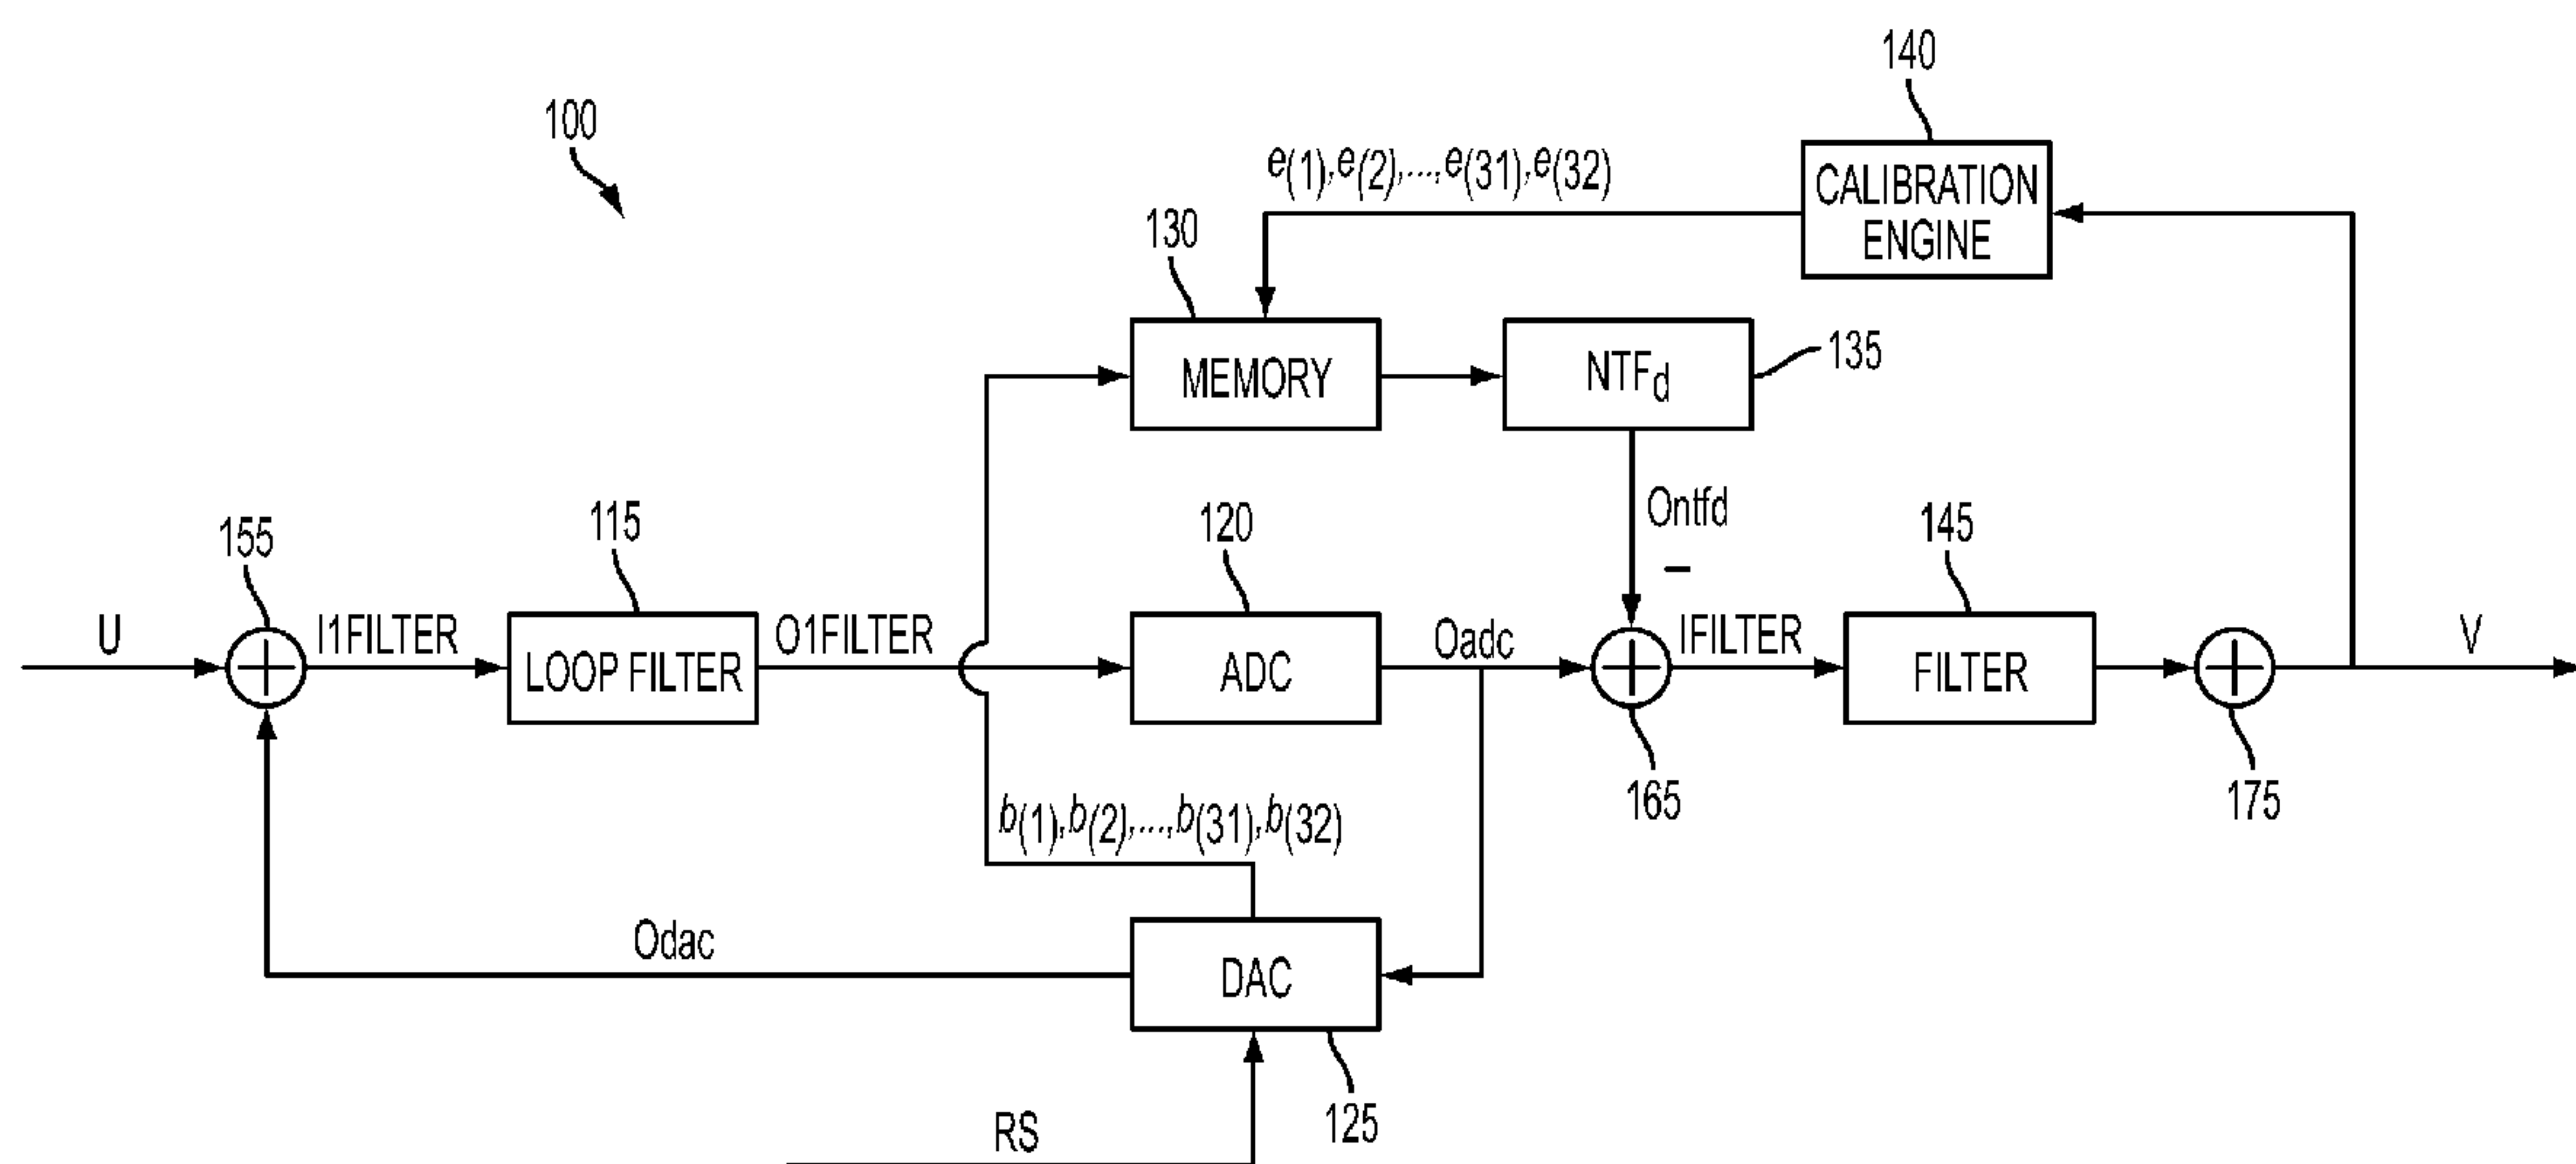 140
100
e(1),e(2),...,e(31),e(32)
CALIBRATION
ENGINE
130
MEMORY
NTFd
135
Ontfd
–
155
115
120
145
U
I1FILTER
LOOP FILTER
O1FILTER
ADC
Oadc
IFILTER
FILTER
V
165
175
b(1),b(2),...,b(31),b(32)
Odac
DAC
125
RS